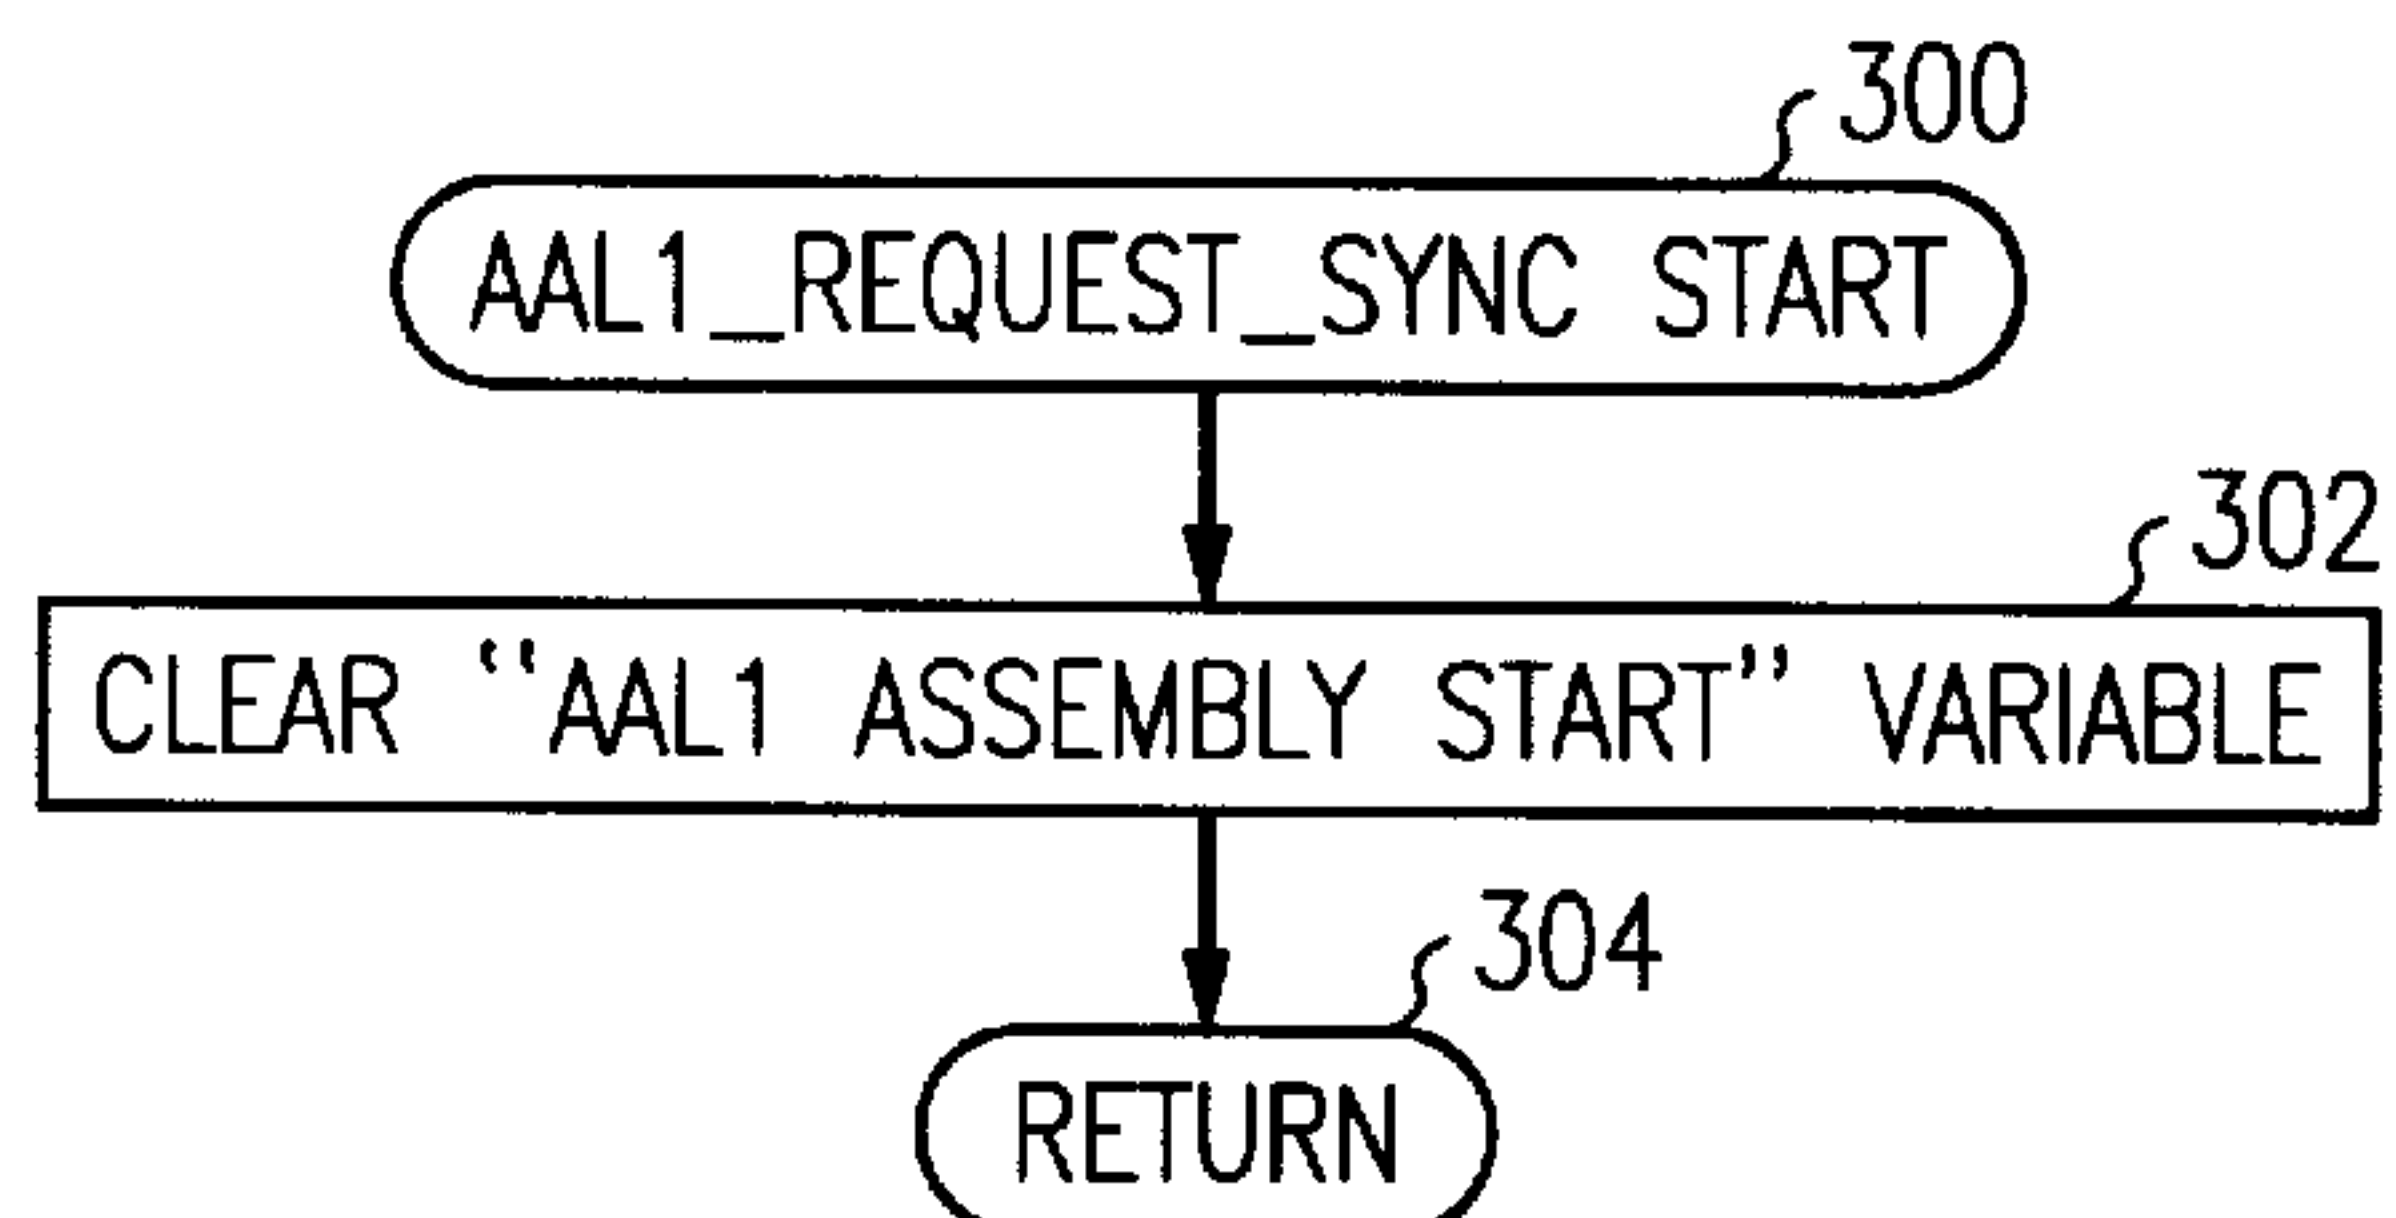 300
AAL1_REQUEST_SYNC START
302
CLEAR “AAL1 ASSEMBLY START” VARIABLE
304
RETURN